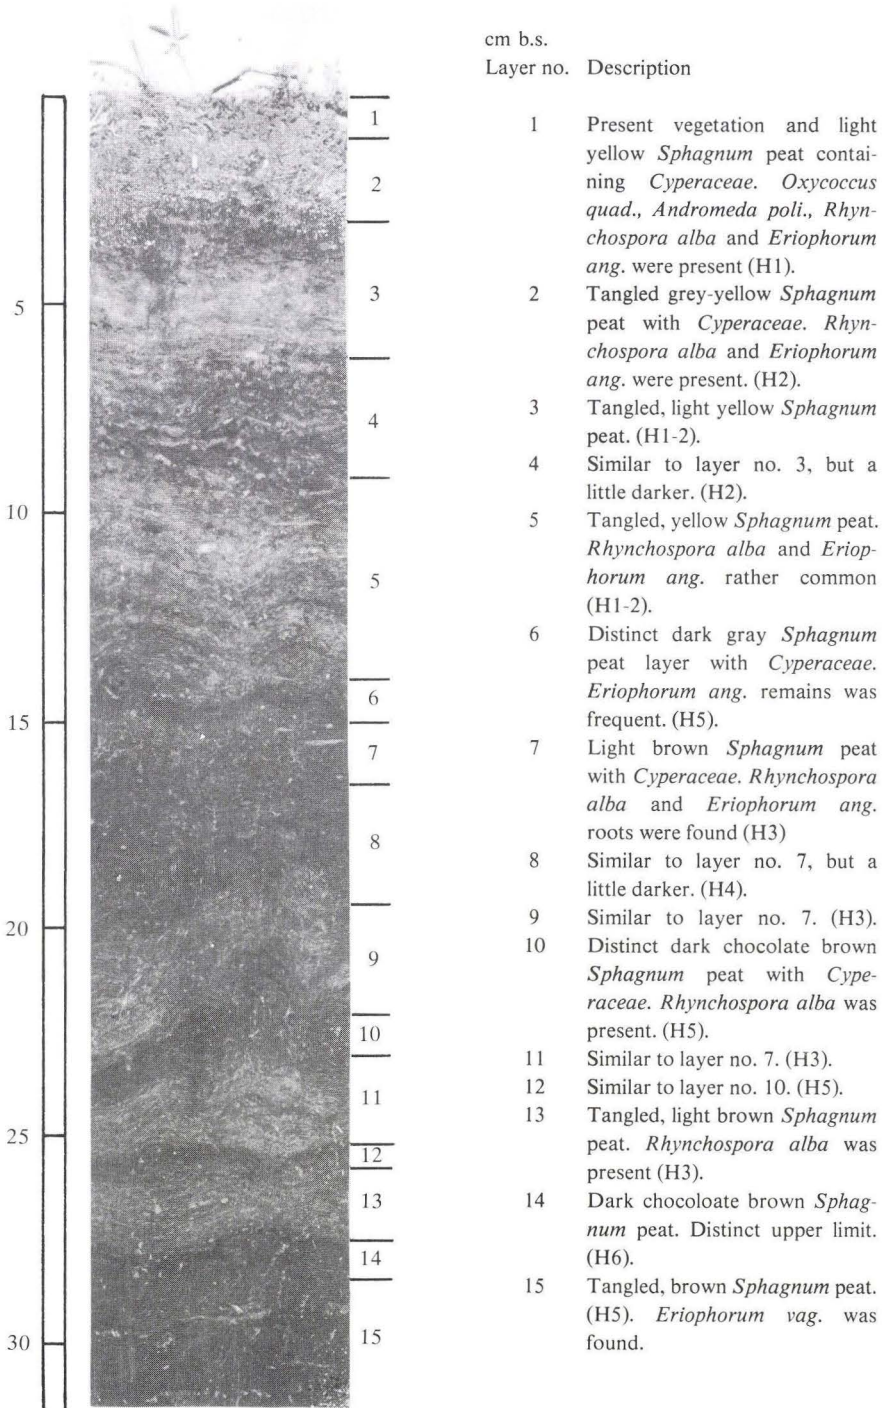 cm b.s.
Layer no. Description
1 Present vegetation and light
yellow Sphagnum peat contai-
ning Cyperaceae. Oxycoccus
quad., Andromeda poli., Rhyn-
chospora alba and Eriophorum
ang. were present (H1).
2 Tangled grey-yellow Sphagnum
peat with Cyperaceae. Rhyn-
chospora alba and Eriophorum
ang. were present. (H2).
3 Tangled, light yellow Sphagnum
peat. (H1-2).
4 Similar to layer no. 3, but a
little darker. (H2).
5 Tangled, yellow Sphagnum peat.
Rhynchospora alba and Eriop-
horum ang. rather common
(H1-2).
6 Distinct dark gray Sphagnum
peat layer with Cyperaceae.
Eriophorum ang. remains was
frequent. (H5).
7 Light brown Sphagnum peat
with Cyperaceae. Rhynchospora
alba and Eriophorum ang.
roots were found (H3)
8 Similar to layer no. 7, but a
little darker. (H4).
9 Similar to layer no. 7. (H3).
10 Distinct dark chocolate brown
Sphagnum peat with Cype-
raceae. Rhynchospora alba was
present. (H5).
11 Similar to layer no. 7. (H3).
12 Similar to layer no. 10. (H5).
13 Tangled, light brown Sphagnum
peat. Rhynchospora alba was
present (H3).
14 Dark chocoloate brown Sphag-
num peat. Distinct upper limit.
(H6).
15 Tangled, brown Sphagnum peat.
(H5). Eriophorum vag. was
found.
5
10
15
20
25
30
1
2
3
4
5
6
7
8
9
10
11
12
13
14
15